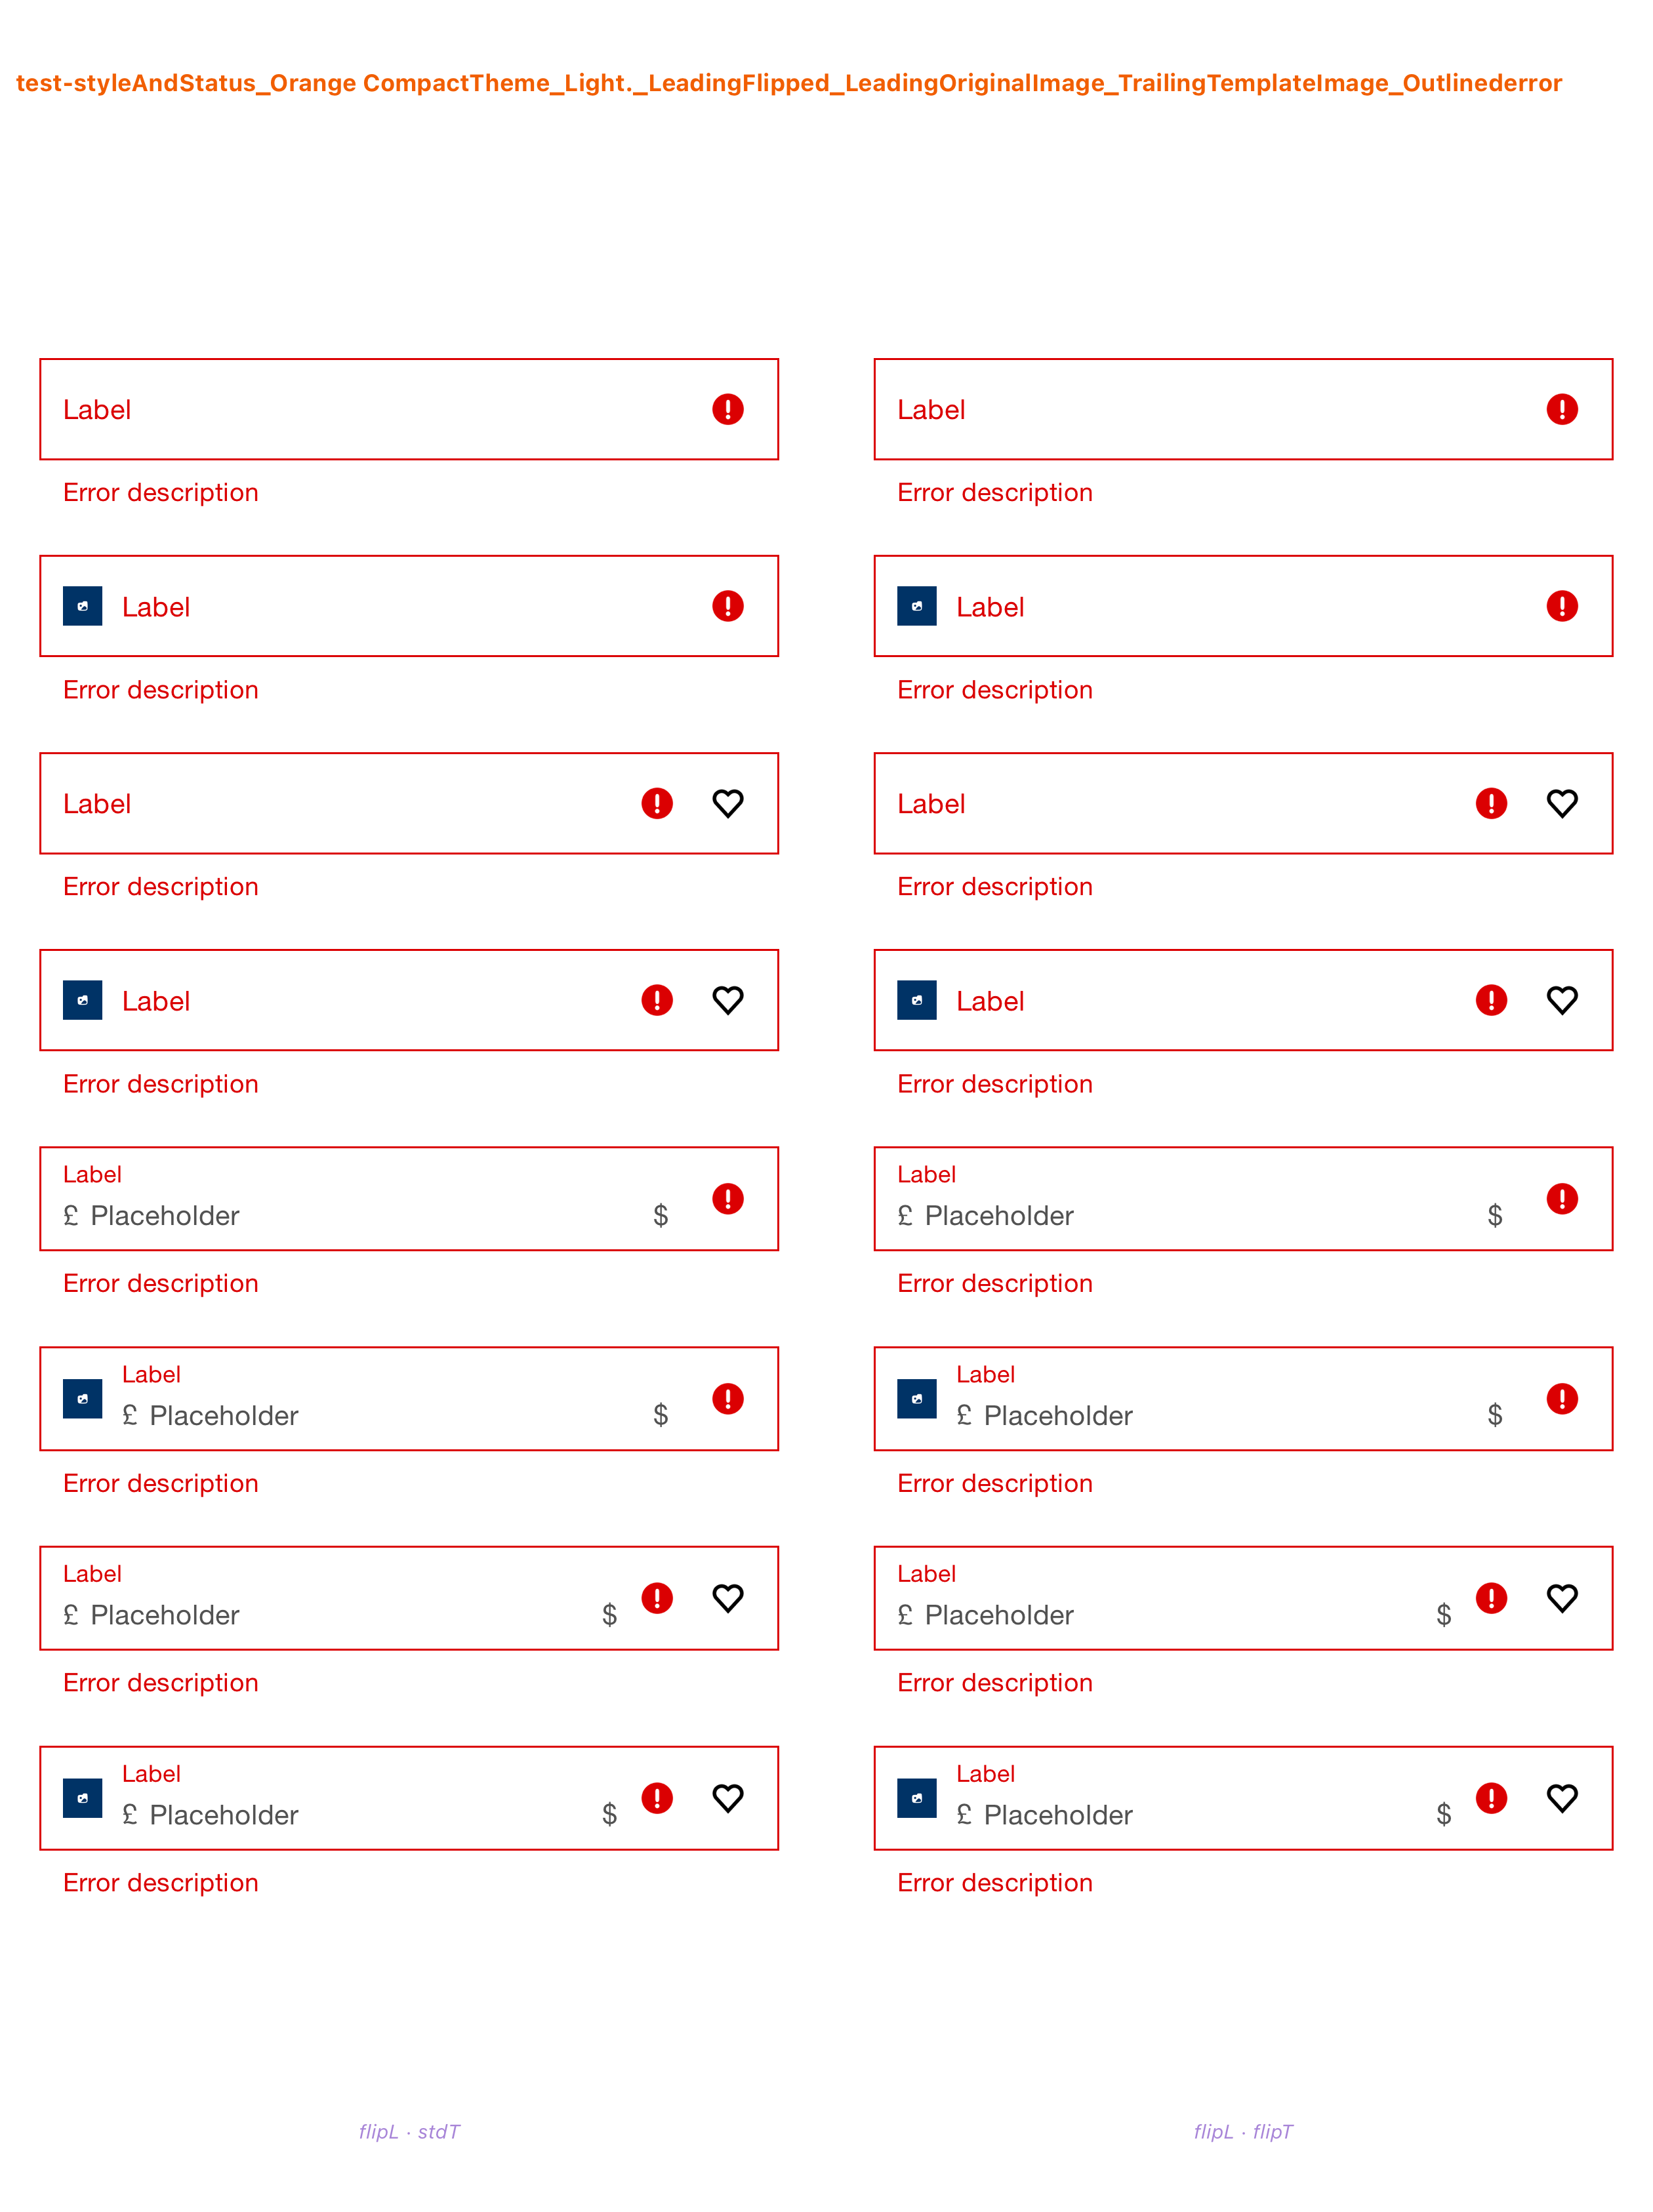 test-styleAndStatus_Orange CompactTheme_Light._LeadingFlipped_LeadingOriginalImage_TrailingTemplateImage_Outlinederror
Label
Error description
Label
Error description
Label
Error description
Label
Error description
Label
£ Placeholder $
Error description
Label
£ Placeholder $
Error description
Label
£ Placeholder $
Error description
Label
£ Placeholder $
Error description
flipL · stdT
Label
Error description
Label
Error description
Label
Error description
Label
Error description
Label
£ Placeholder $
Error description
Label
£ Placeholder $
Error description
Label
£ Placeholder $
Error description
Label
£ Placeholder $
Error description
flipL · flipT